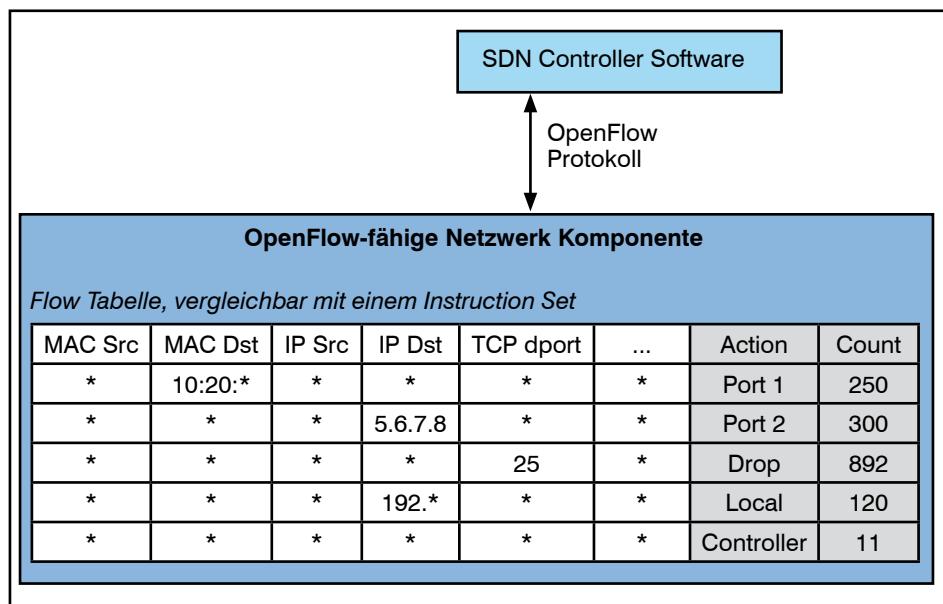 SDN Controller Software
OpenFlow
Protokoll
OpenFlow-fähige Netzwerk Komponente
Flow Tabelle, vergleichbar mit einem Instruction Set
MAC Src MAC Dst IP Src IP Dst TCP dport ... Action Count
* 10:20:* * * * * Port 1 250
* * * 5.6.7.8 * * Port 2 300
* * * * 25 * Drop 892
* * * 192.* * * Local 120
* * * * * * Controller 11